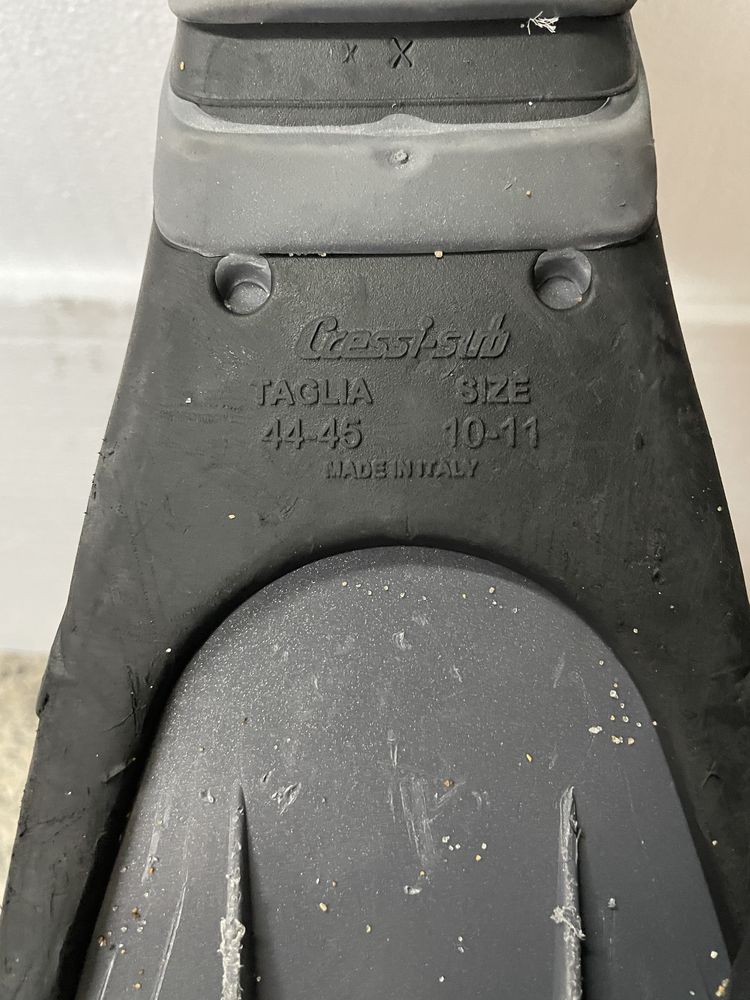 x X
Cressi-sub
TAGLIA SIZE
44-45 10-11
MADE IN ITALY